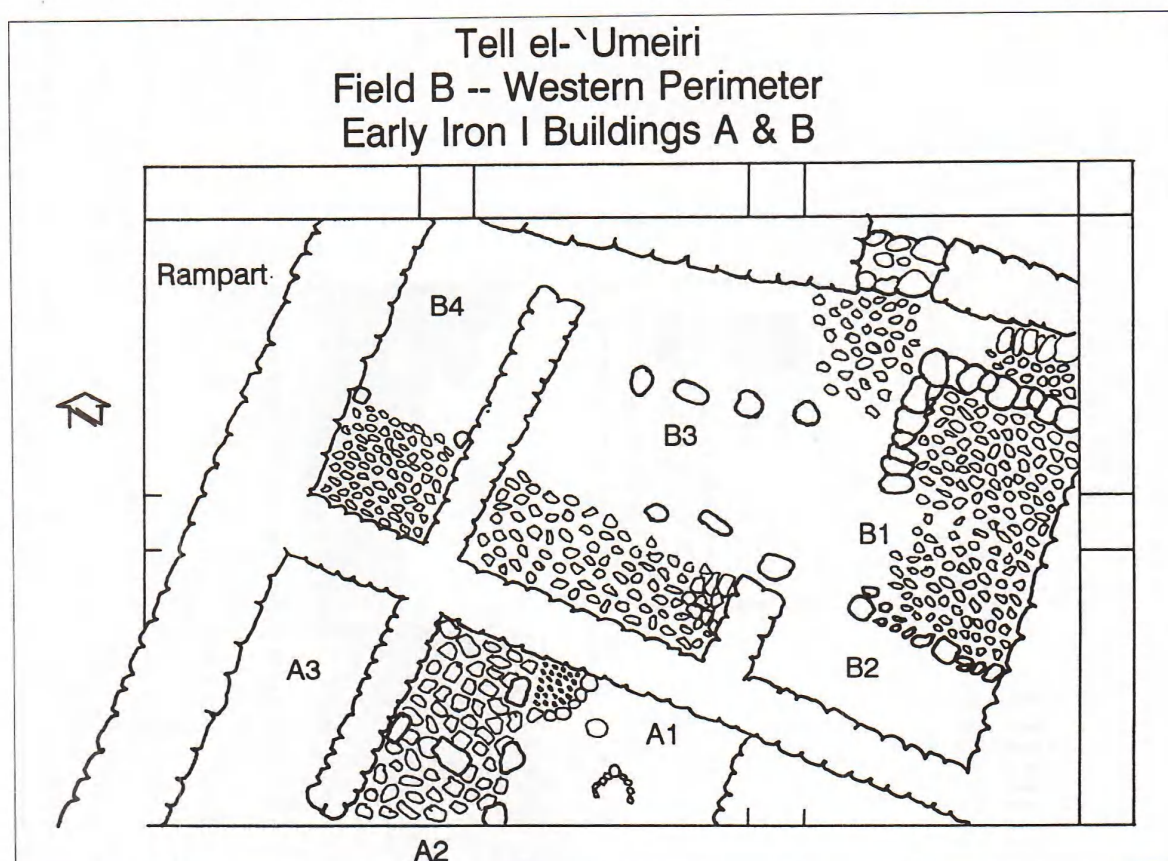 Tell el-`Umeiri
Field B -- Western Perimeter
Early Iron I Buildings A & B
Rampart
B4
B3
N
B1
B2
A3
A1
A2